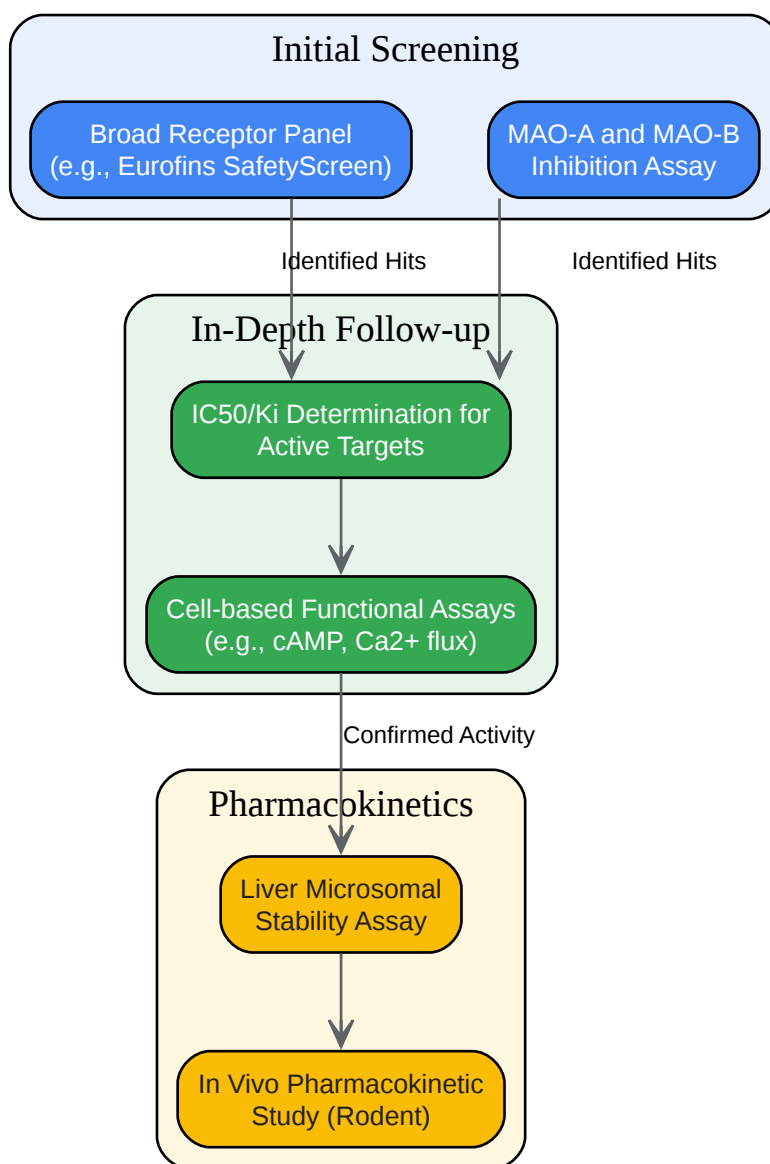 Initial Screening
Broad Receptor Panel
(e.g., Eurofins SafetyScreen)
MAO-A and MAO-B
Inhibition Assay
Identified Hits
Identified Hits
In-Depth Follow-up
IC50/Ki Determination for
Active Targets
Cell-based Functional Assays
(e.g., cAMP, Ca2+ flux)
Confirmed Activity
Pharmacokinetics
Liver Microsomal
Stability Assay
In Vivo Pharmacokinetic
Study (Rodent)